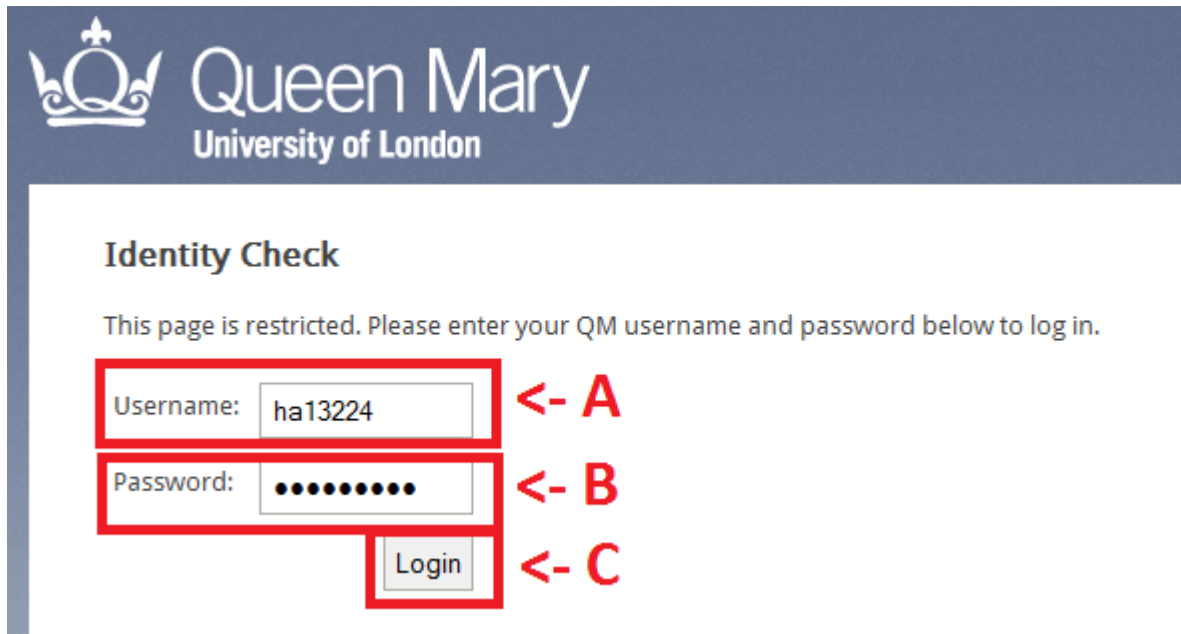 Queen Mary
University of London
Identity Check
This page is restricted. Please enter your QM username and password below to log in.
Username: ha13224 <- A
Password: ●●●●●●●●● <- B
Login <- C